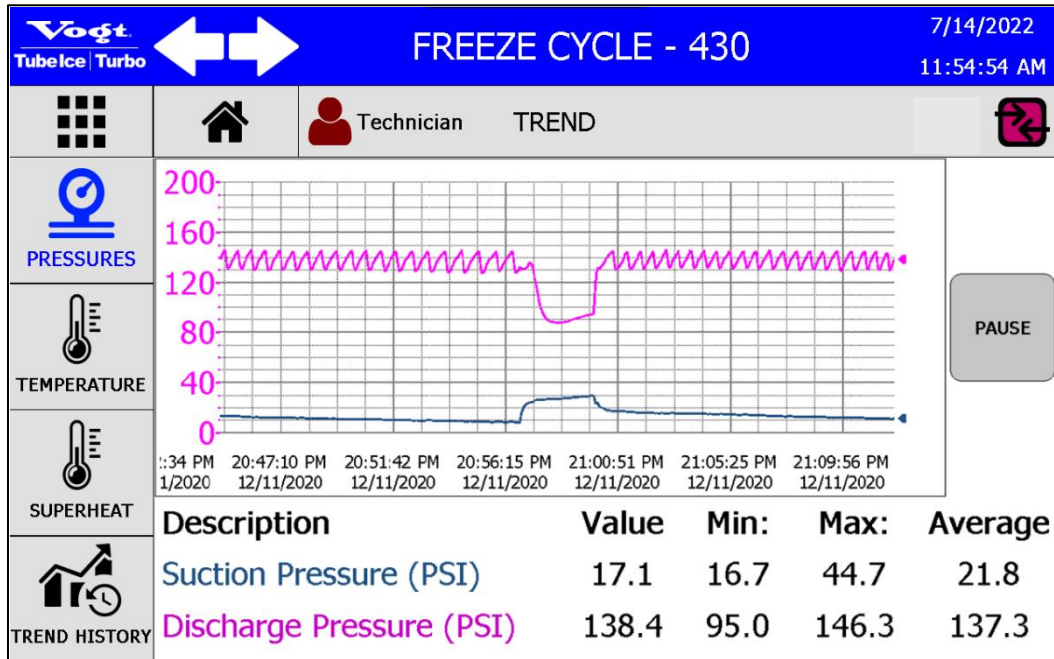 Vogt
TubeIce Turbo
FREEZE CYCLE - 430
7/14/2022
11:54:54 AM
Technician
TREND
PRESSURES
TEMPERATURE
SUPERHEAT
TREND HISTORY
200
160
120
80
40
0
:34 PM 20:47:10 PM 20:51:42 PM 20:56:15 PM 21:00:51 PM 21:05:25 PM 21:09:56 PM
1/2020 12/11/2020 12/11/2020 12/11/2020 12/11/2020 12/11/2020 12/11/2020
PAUSE
Description Value Min: Max: Average
Suction Pressure (PSI) 17.1 16.7 44.7 21.8
Discharge Pressure (PSI) 138.4 95.0 146.3 137.3